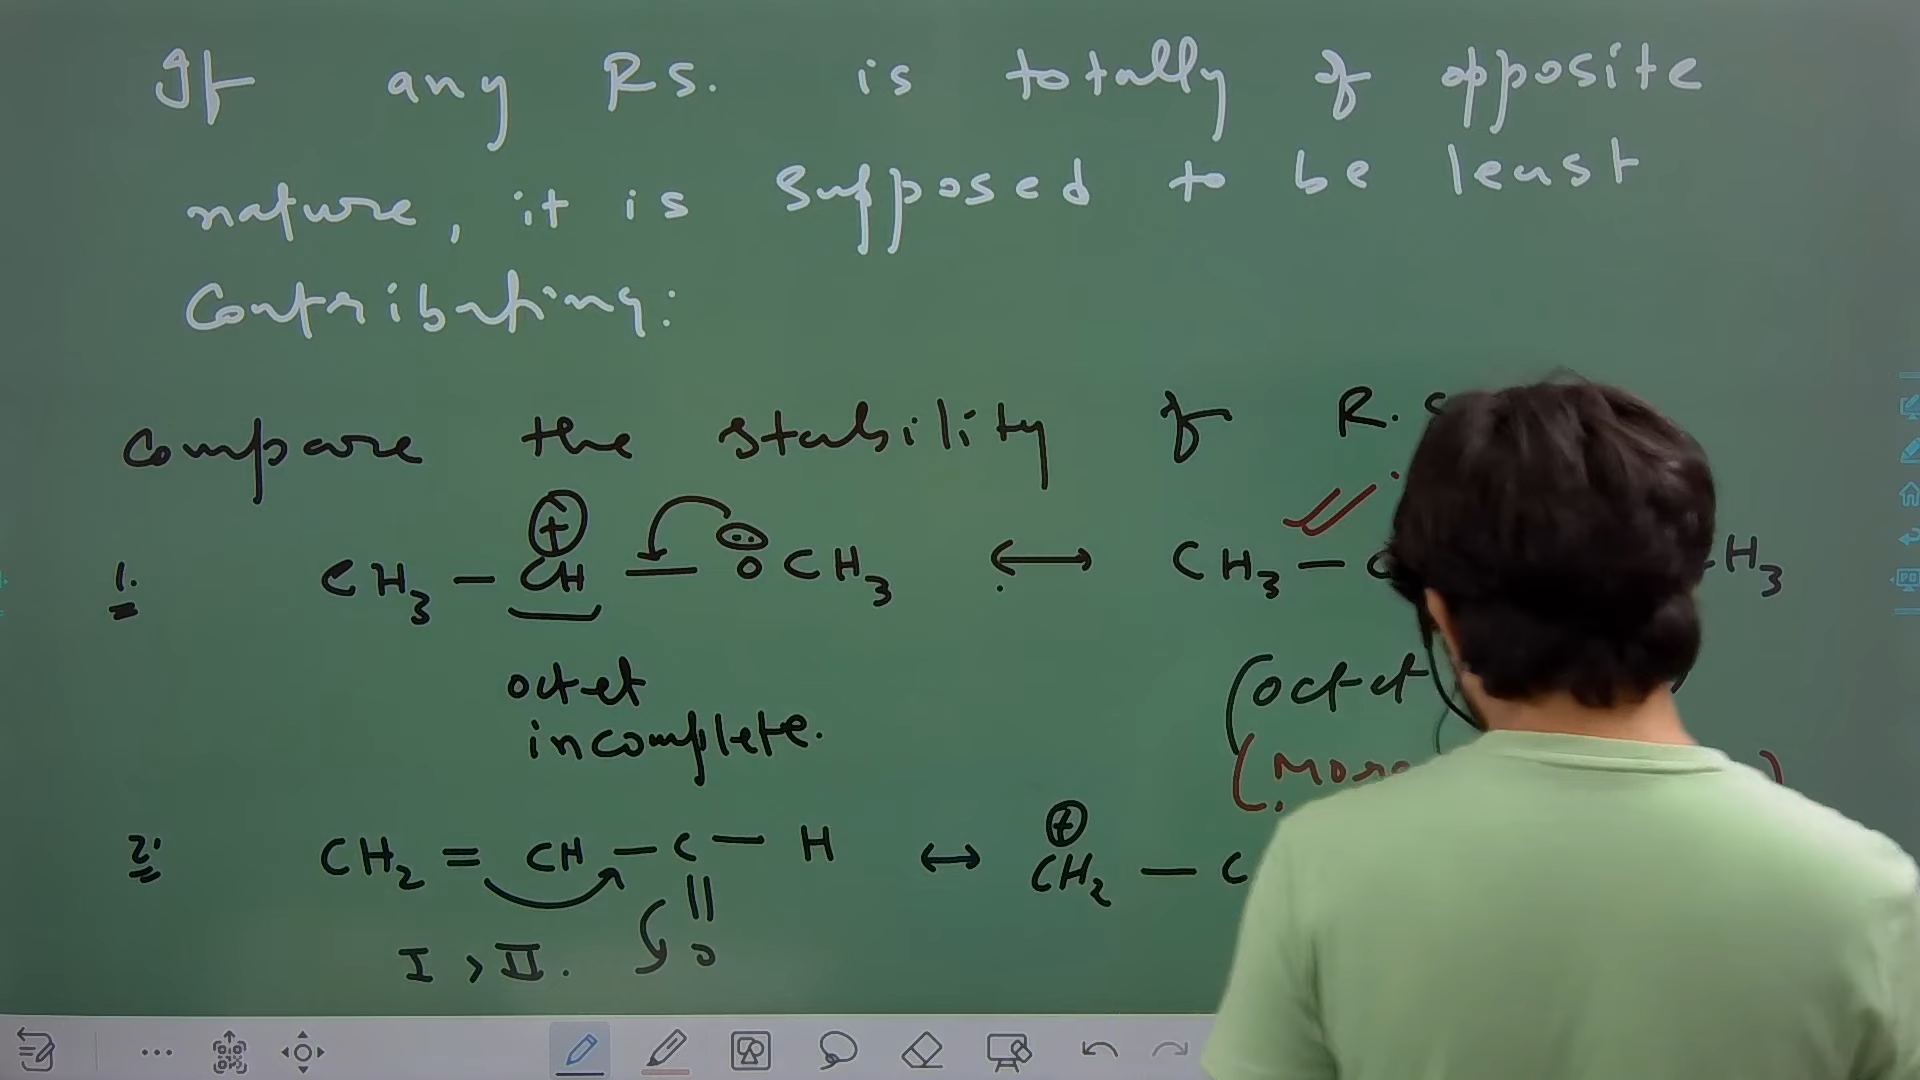 If any RS. is totally of opposite
nature, it is supposed to be least
Contributing:
Compare the stability of R.S
1. CH3 - CH - OCH3 ↔ CH3 - H3
⊕ ··
octet (octet
incomplete. (more )
2. CH2 = CH - C - H ↔ CH2 - C
⊕
||
I > II. O